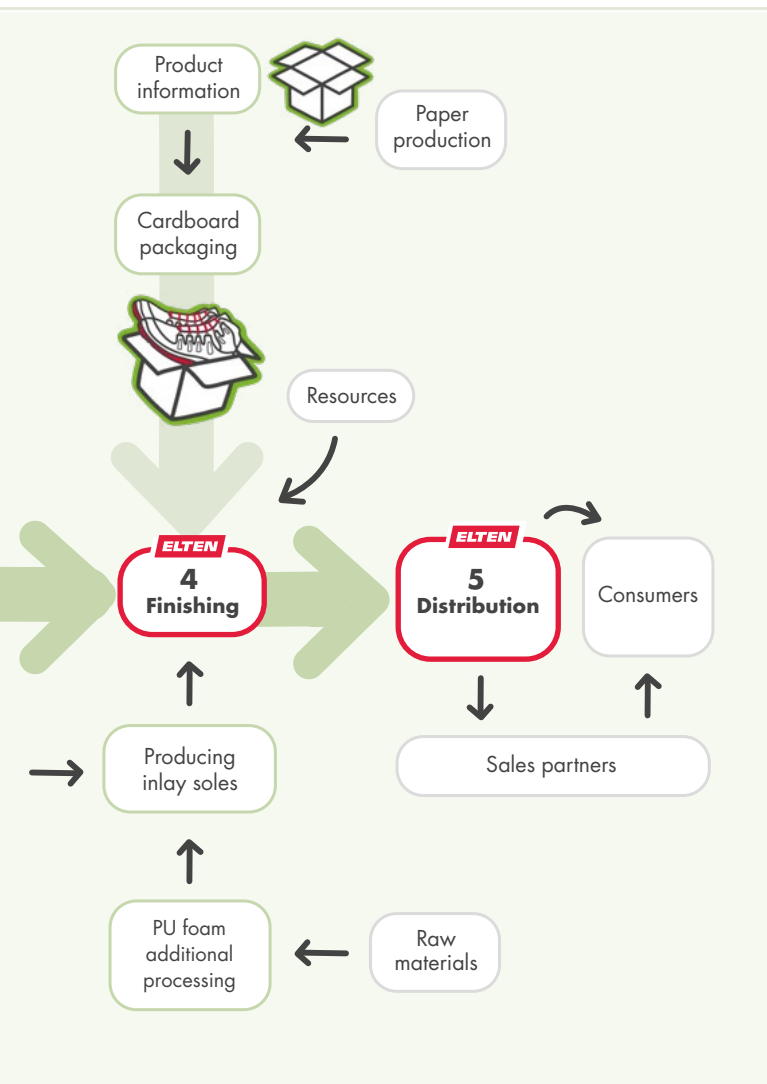 Product
information
Paper
production
Cardboard
packaging
Resources
ELTEN
4
Finishing
ELTEN
5
Distribution
Consumers
Producing
inlay soles
Sales partners
PU foam
additional
processing
Raw
materials